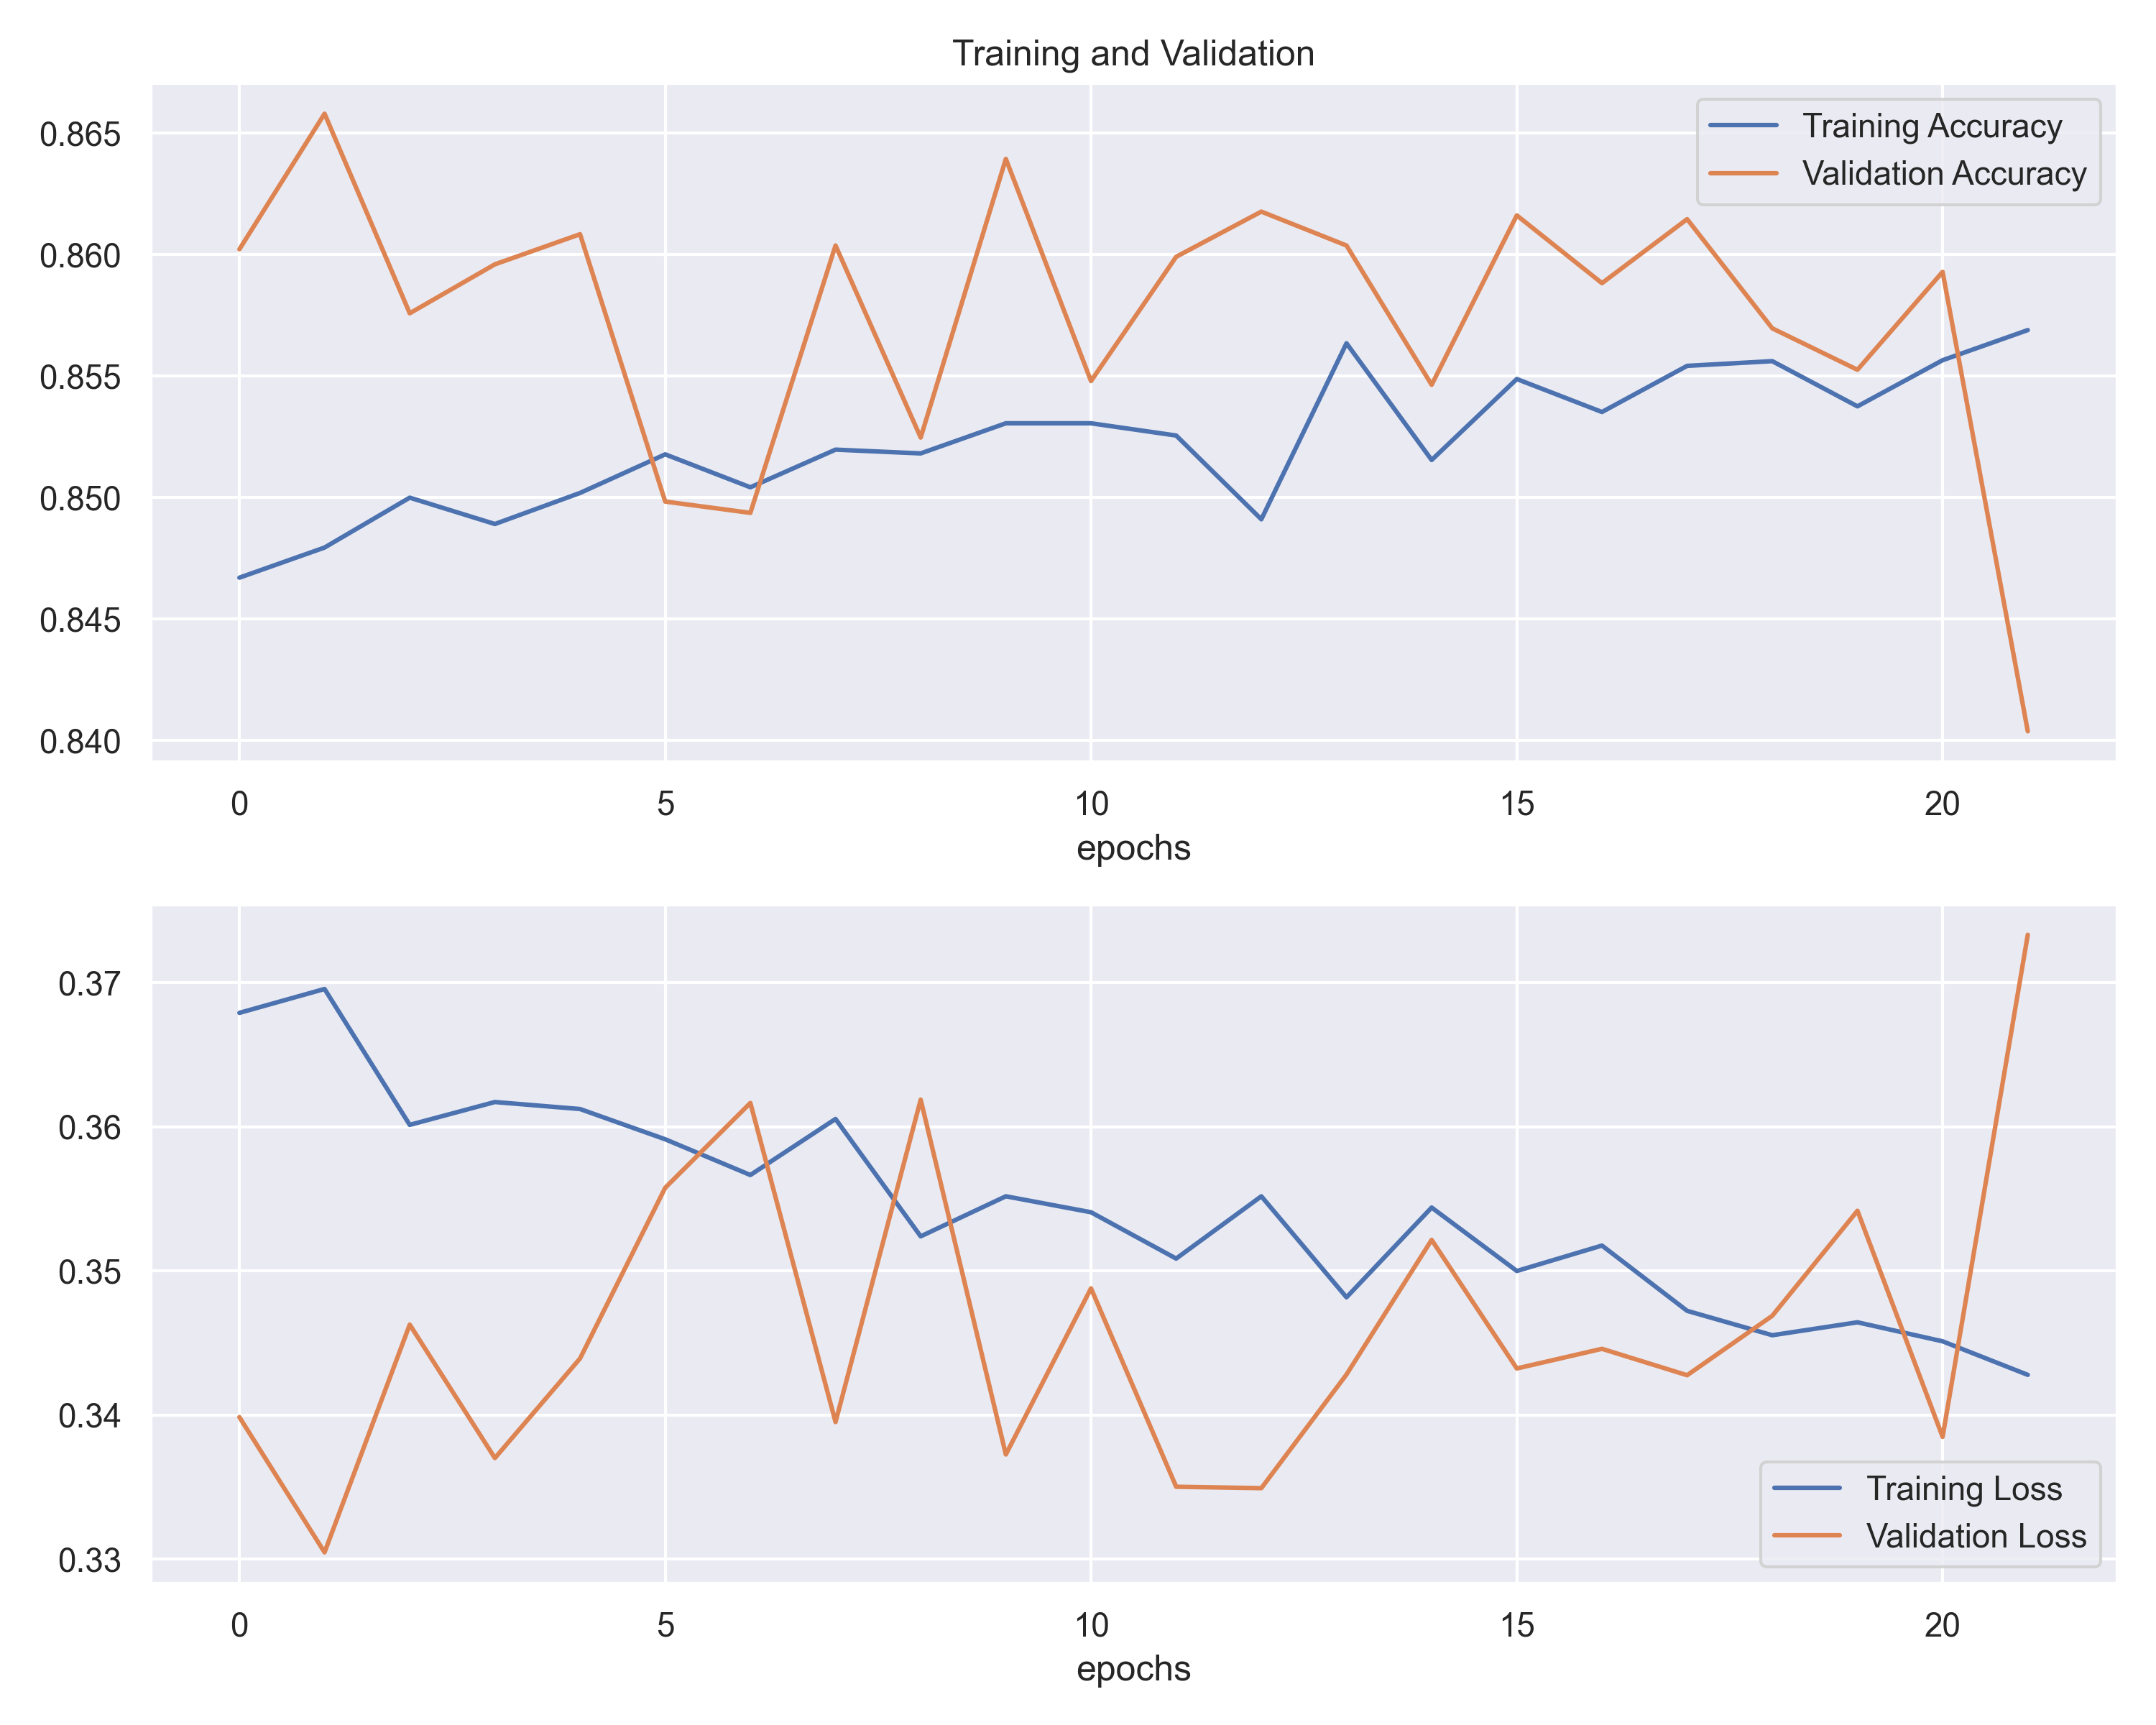 Training and Validation
0.865
0.860
0.855
0.850
0.845
0.840
Training Accuracy
Validation Accuracy
0 5 10 15 20
epochs
0.37
0.36
0.35
0.34
0.33
Training Loss
Validation Loss
0 5 10 15 20
epochs